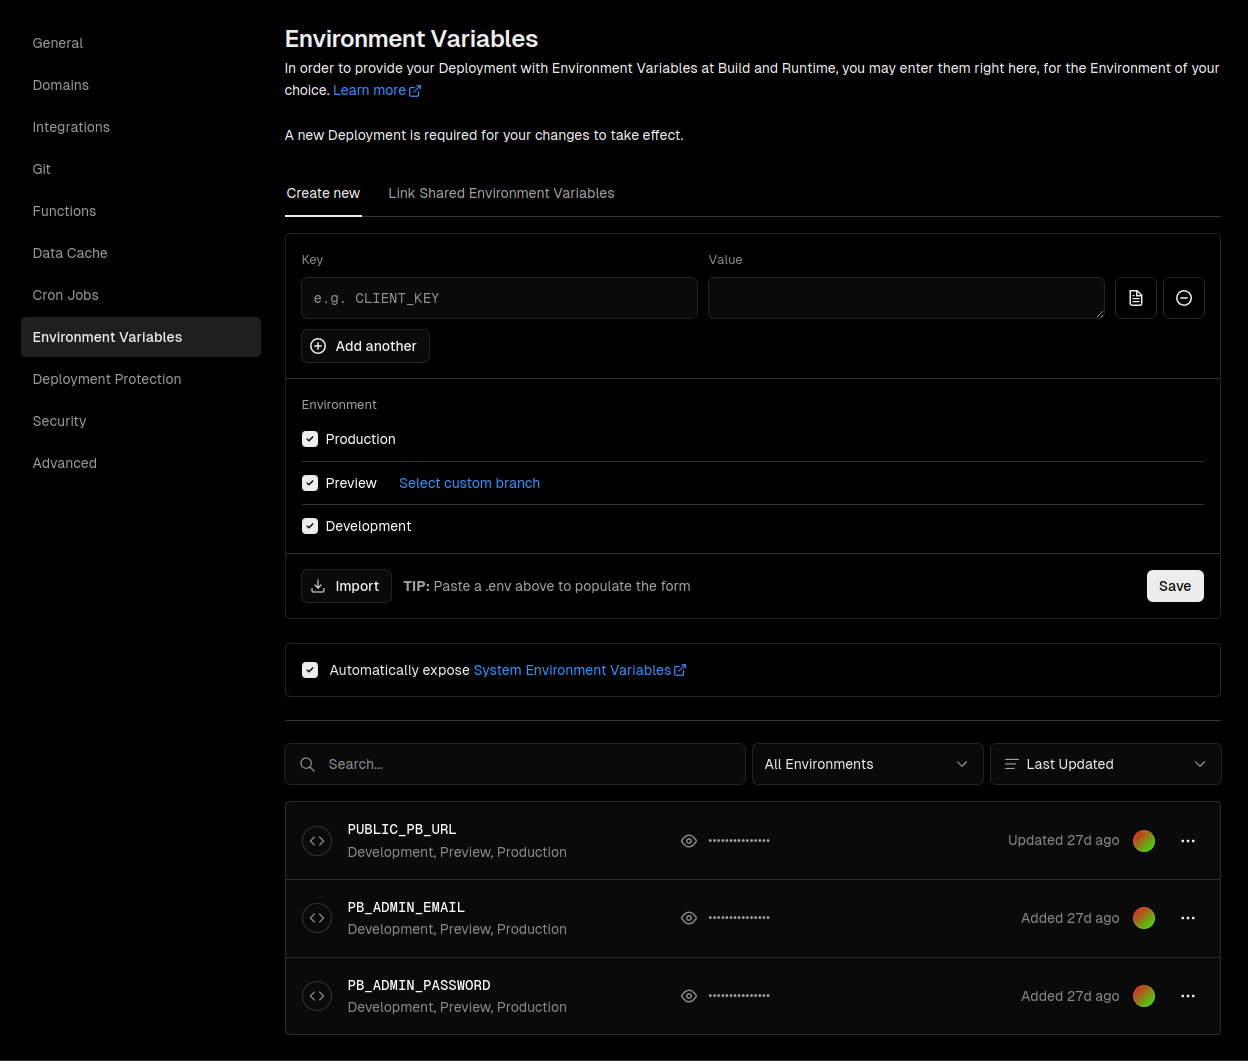 General
Domains
Integrations
Git
Functions
Data Cache
Cron Jobs
Environment Variables
Deployment Protection
Security
Advanced
Environment Variables
In order to provide your Deployment with Environment Variables at Build and Runtime, you may enter them right here, for the Environment of your
choice. Learn more
A new Deployment is required for your changes to take effect.
Create new Link Shared Environment Variables
Key Value
e.g. CLIENT_KEY
Add another
Environment
Production
Preview Select custom branch
Development
Import TIP: Paste a .env above to populate the form Save
Automatically expose System Environment Variables
Search... All Environments Last Updated
PUBLIC_PB_URL
Development, Preview, Production
•••••••••••••••
Updated 27d ago
PB_ADMIN_EMAIL
Development, Preview, Production
•••••••••••••••
Added 27d ago
PB_ADMIN_PASSWORD
Development, Preview, Production
•••••••••••••••
Added 27d ago